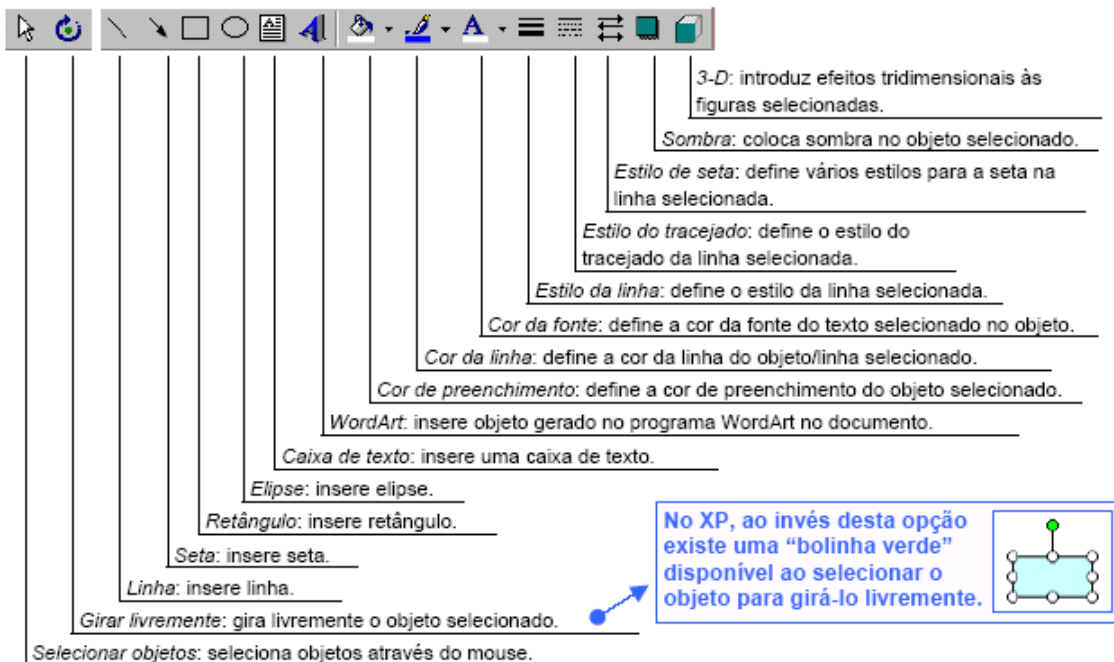 3-D: introduz efeitos tridimensionais às
figuras selecionadas.
Sombra: coloca sombra no objeto selecionado.
Estilo de seta: define vários estilos para a seta na
linha selecionada.
Estilo do tracejado: define o estilo do
tracejado da linha selecionada.
Estilo da linha: define o estilo da linha selecionada.
Cor da fonte: define a cor da fonte do texto selecionado no objeto.
Cor da linha: define a cor da linha do objeto/linha selecionado.
Cor de preenchimento: define a cor de preenchimento do objeto selecionado.
WordArt: insere objeto gerado no programa WordArt no documento.
Caixa de texto: insere uma caixa de texto.
Elipse: insere elipse.
Retângulo: insere retângulo.
Seta: insere seta.
Linha: insere linha.
Girar livremente: gira livremente o objeto selecionado.
Selecionar objetos: seleciona objetos através do mouse.
No XP, ao invés desta opção
existe uma “bolinha verde”
disponível ao selecionar o
objeto para girá-lo livremente.